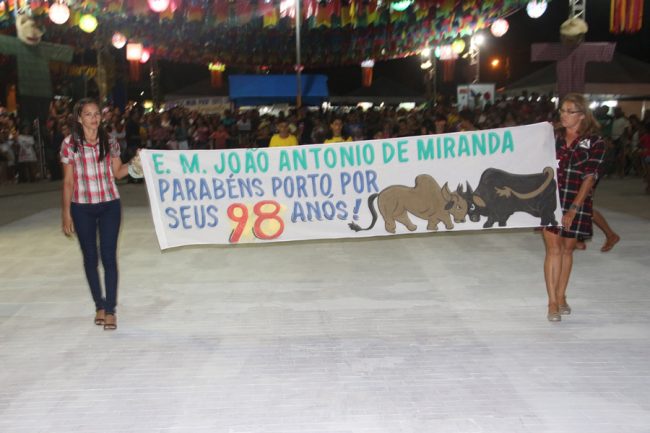 E. M. JOÃO ANTONIO DE MIRANDA
PARABÉNS PORTO POR
SEUS 98 ANOS!